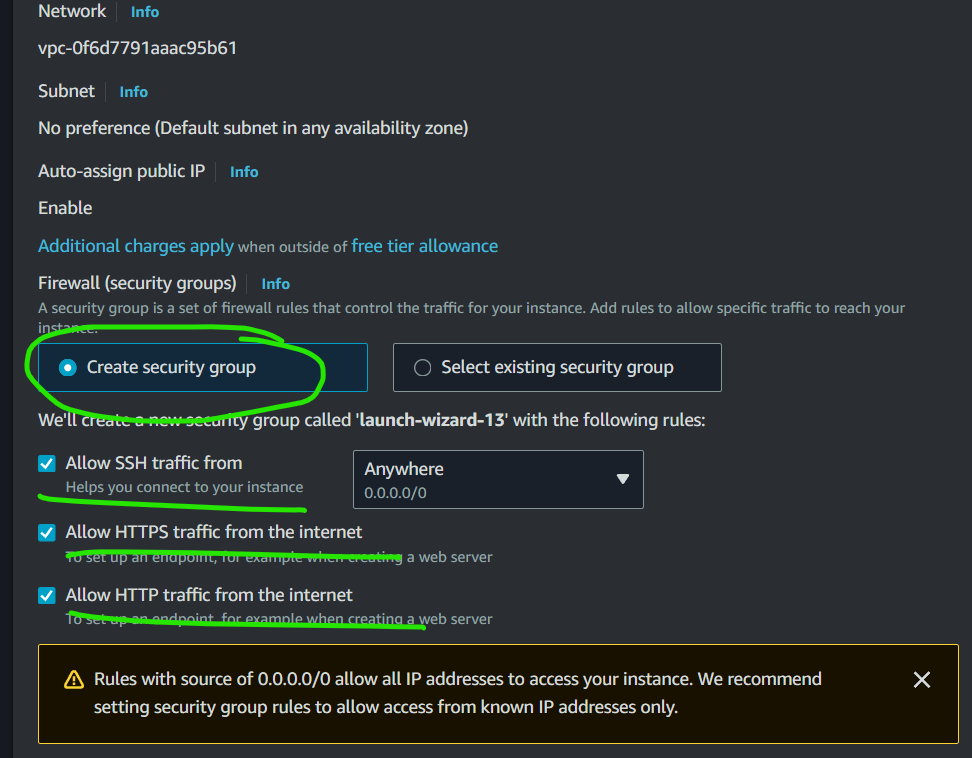 Network Info
vpc-0f6d7791aaac95b61
Subnet Info
No preference (Default subnet in any availability zone)
Auto-assign public IP Info
Enable
Additional charges apply when outside of free tier allowance
Firewall (security groups) Info
A security group is a set of firewall rules that control the traffic for your instance. Add rules to allow specific traffic to reach your
instance.
Create security group Select existing security group
We'll create a new security group called 'launch-wizard-13' with the following rules:
Allow SSH traffic from Anywhere
Helps you connect to your instance 0.0.0.0/0
Allow HTTPS traffic from the internet
To set up an endpoint, for example when creating a web server
Allow HTTP traffic from the internet
To set up an endpoint, for example when creating a web server
Rules with source of 0.0.0.0/0 allow all IP addresses to access your instance. We recommend
setting security group rules to allow access from known IP addresses only.